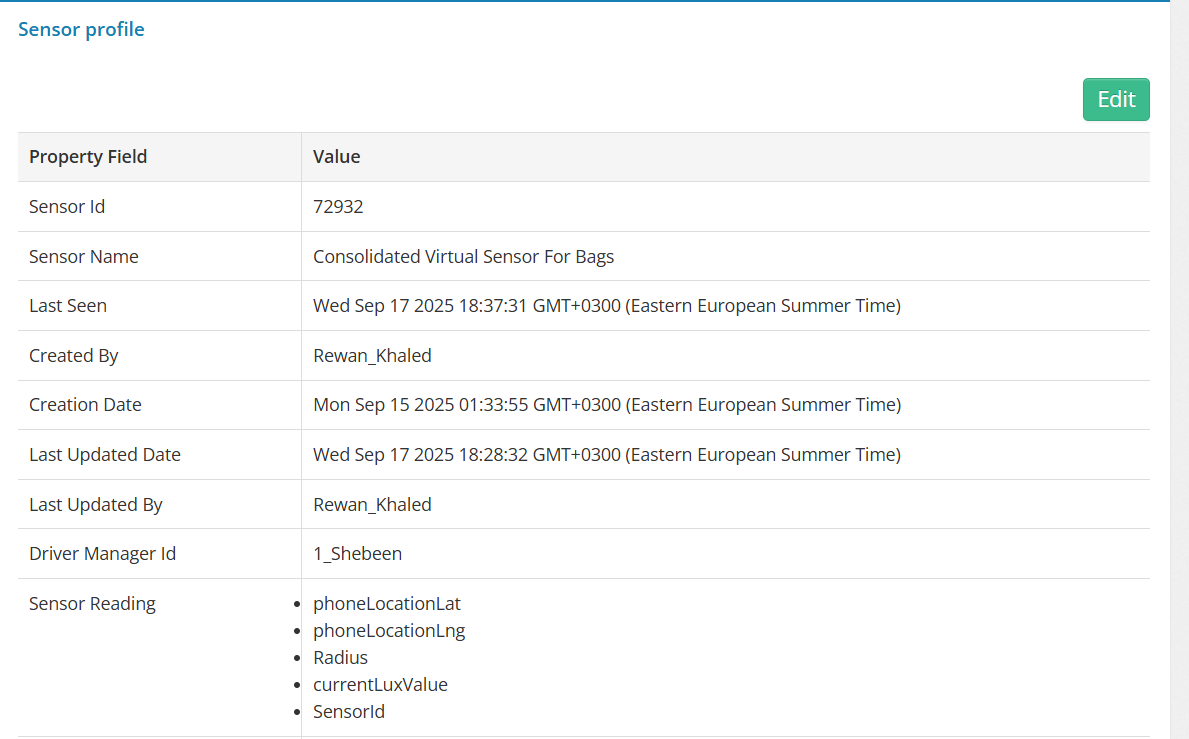 Sensor profile
Edit
Property Field Value
Sensor Id 72932
Sensor Name Consolidated Virtual Sensor For Bags
Last Seen Wed Sep 17 2025 18:37:31 GMT+0300 (Eastern European Summer Time)
Created By Rewan_Khaled
Creation Date Mon Sep 15 2025 01:33:55 GMT+0300 (Eastern European Summer Time)
Last Updated Date Wed Sep 17 2025 18:28:32 GMT+0300 (Eastern European Summer Time)
Last Updated By Rewan_Khaled
Driver Manager Id 1_Shebeen
Sensor Reading • phoneLocationLat
• phoneLocationLng
• Radius
• currentLuxValue
• SensorId